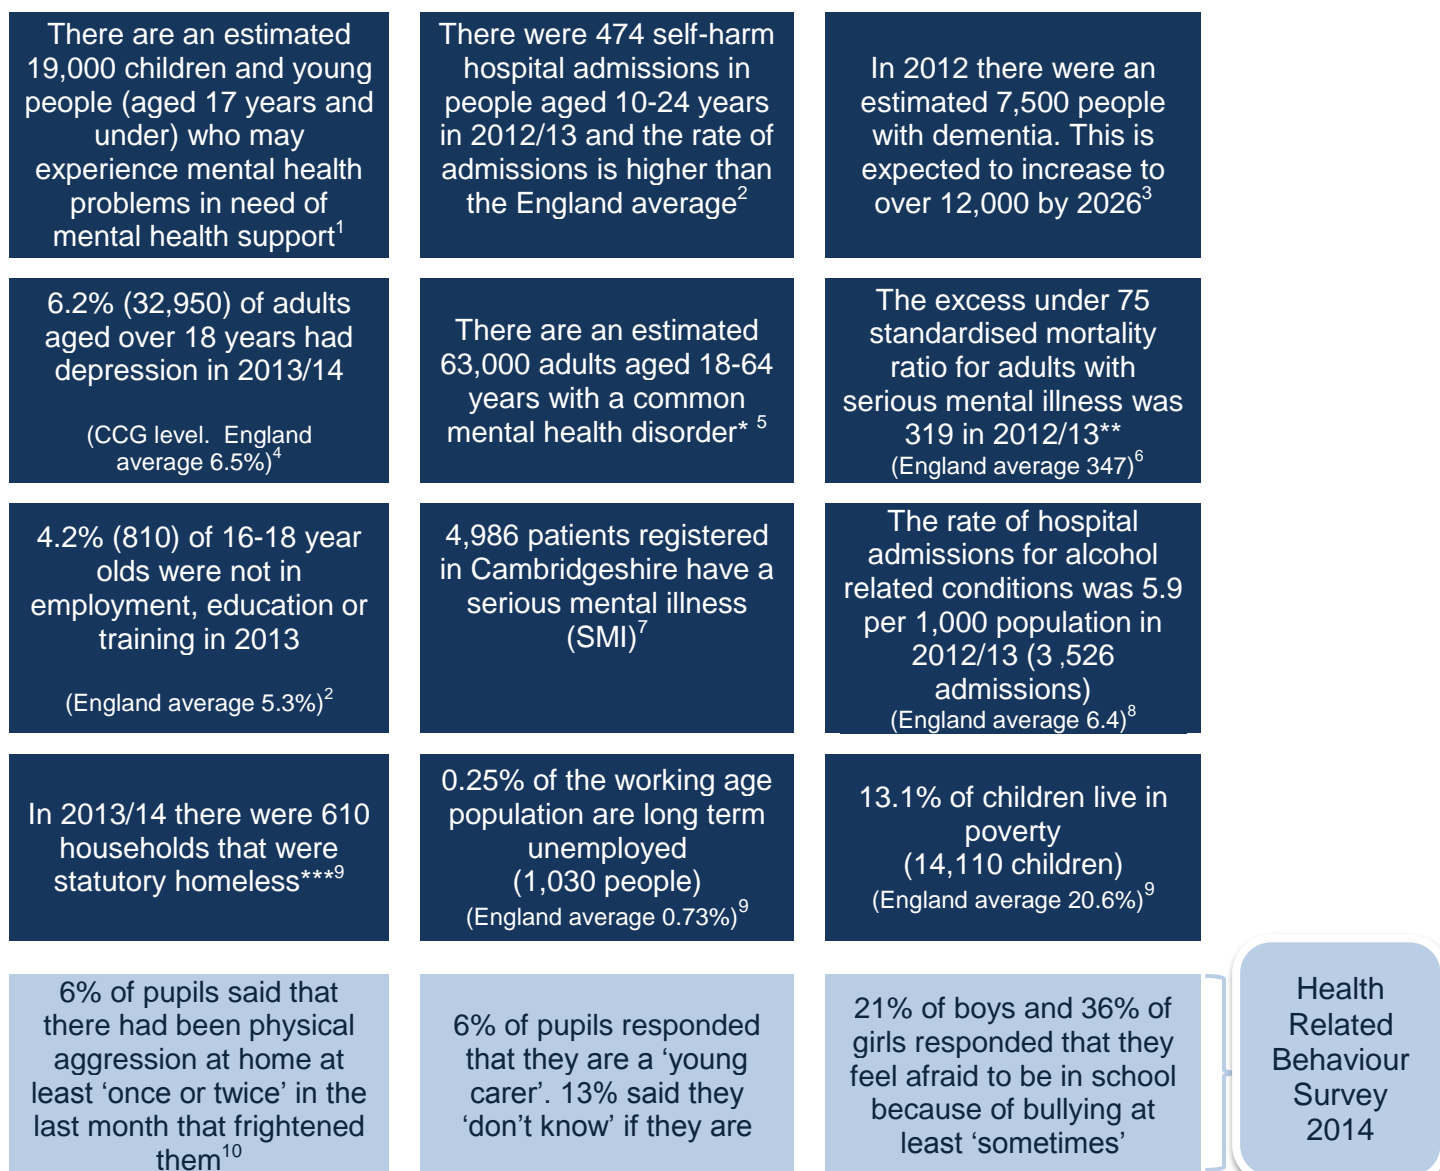 There are an estimated
19,000 children and young
people (aged 17 years and
under) who may
experience mental health
problems in need of
mental health support1
There were 474 self-harm
hospital admissions in
people aged 10-24 years
in 2012/13 and the rate of
admissions is higher than
the England average2
In 2012 there were an
estimated 7,500 people
with dementia. This is
expected to increase to
over 12,000 by 20263
6.2% (32,950) of adults
aged over 18 years had
depression in 2013/14
(CCG level. England
average 6.5%)4
There are an estimated
63,000 adults aged 18-64
years with a common
mental health disorder* 5
The excess under 75
standardised mortality
ratio for adults with
serious mental illness was
319 in 2012/13**
(England average 347)6
4.2% (810) of 16-18 year
olds were not in
employment, education or
training in 2013
(England average 5.3%)2
4,986 patients registered
in Cambridgeshire have a
serious mental illness
(SMI)7
The rate of hospital
admissions for alcohol
related conditions was 5.9
per 1,000 population in
2012/13 (3 ,526
admissions)
(England average 6.4)8
In 2013/14 there were 610
households that were
statutory homeless***9
0.25% of the working age
population are long term
unemployed
(1,030 people)
(England average 0.73%)9
13.1% of children live in
poverty
(14,110 children)
(England average 20.6%)9
6% of pupils said that
there had been physical
aggression at home at
least ‘once or twice’ in the
last month that frightened
them10
6% of pupils responded
that they are a ‘young
carer’. 13% said they
‘don’t know’ if they are
21% of boys and 36% of
girls responded that they
feel afraid to be in school
because of bullying at
least ‘sometimes’
Health
Related
Behaviour
Survey
2014